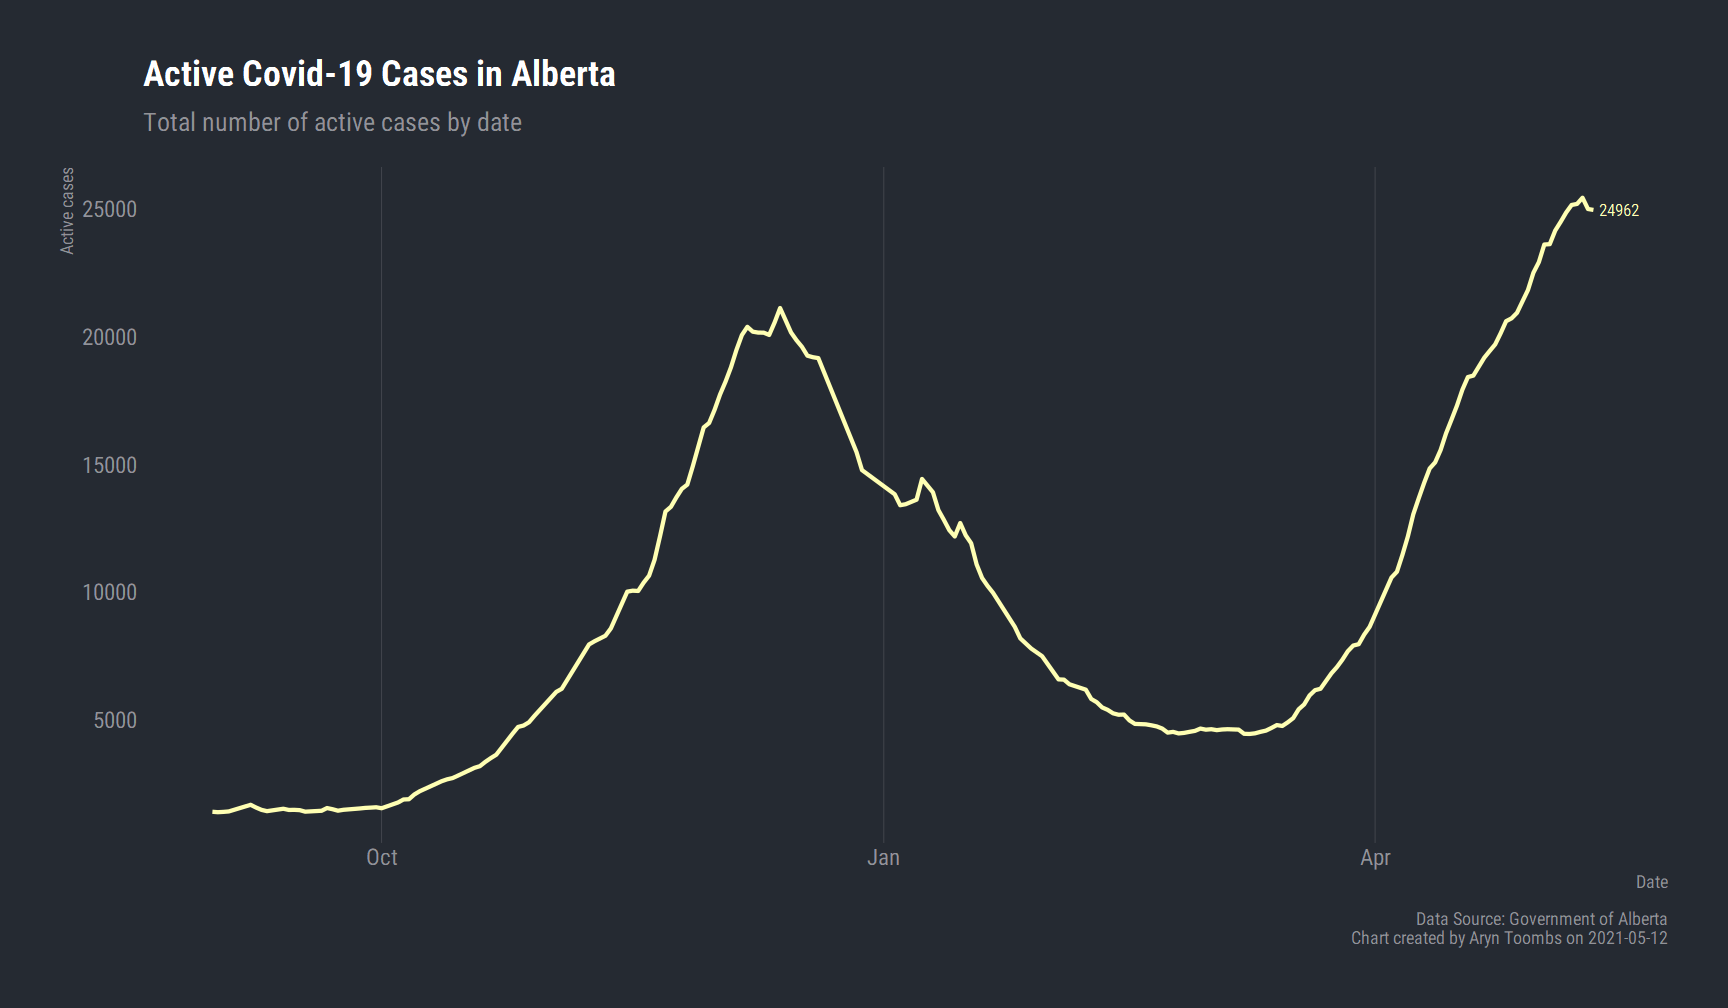 Active Covid-19 Cases in Alberta
Total number of active cases by date
Active cases
25000
20000
15000
10000
5000
24962
Oct
Jan
Apr
Date
Data Source: Government of Alberta
Chart created by Aryn Toombs on 2021-05-12